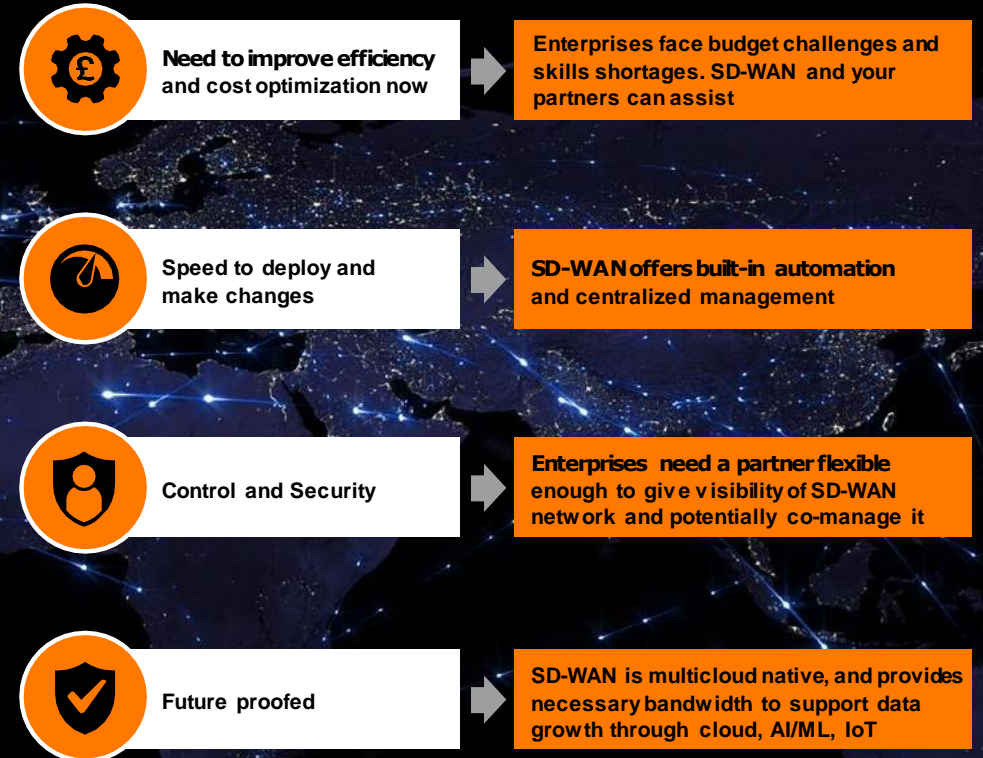 £
Need to improve efficiency
and cost optimization now
Enterprises face budget challenges and
skills shortages. SD-WAN and your
partners can assist
Speed to deploy and
make changes
SD-WAN offers built-in automation
and centralized management
Control and Security
Enterprises need a partner flexible
enough to give visibility of SD-WAN
network and potentially co-manage it
Future proofed
SD-WAN is multicloud native, and provides
necessary bandwidth to support data
growth through cloud, AI/ML, IoT